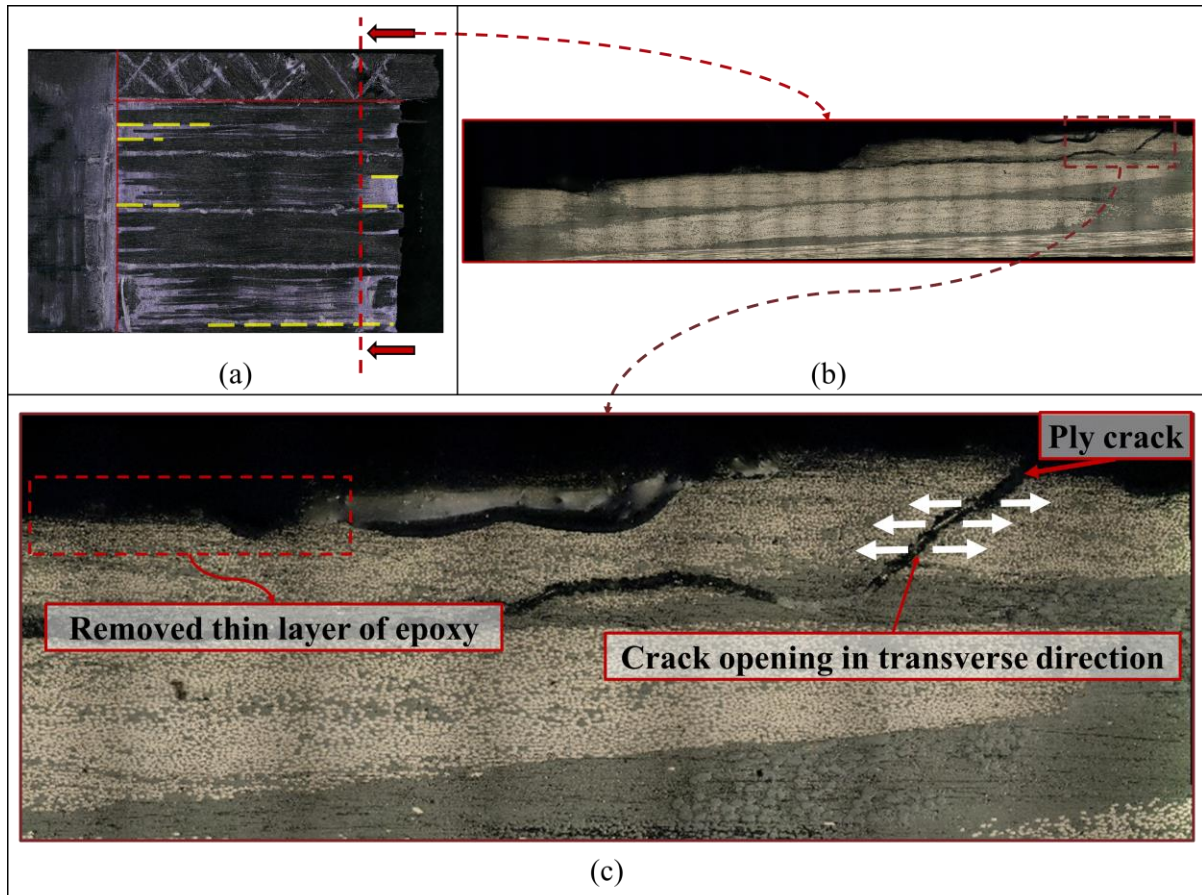 (a)
(b)
Ply crack
Removed thin layer of epoxy
Crack opening in transverse direction
(c)